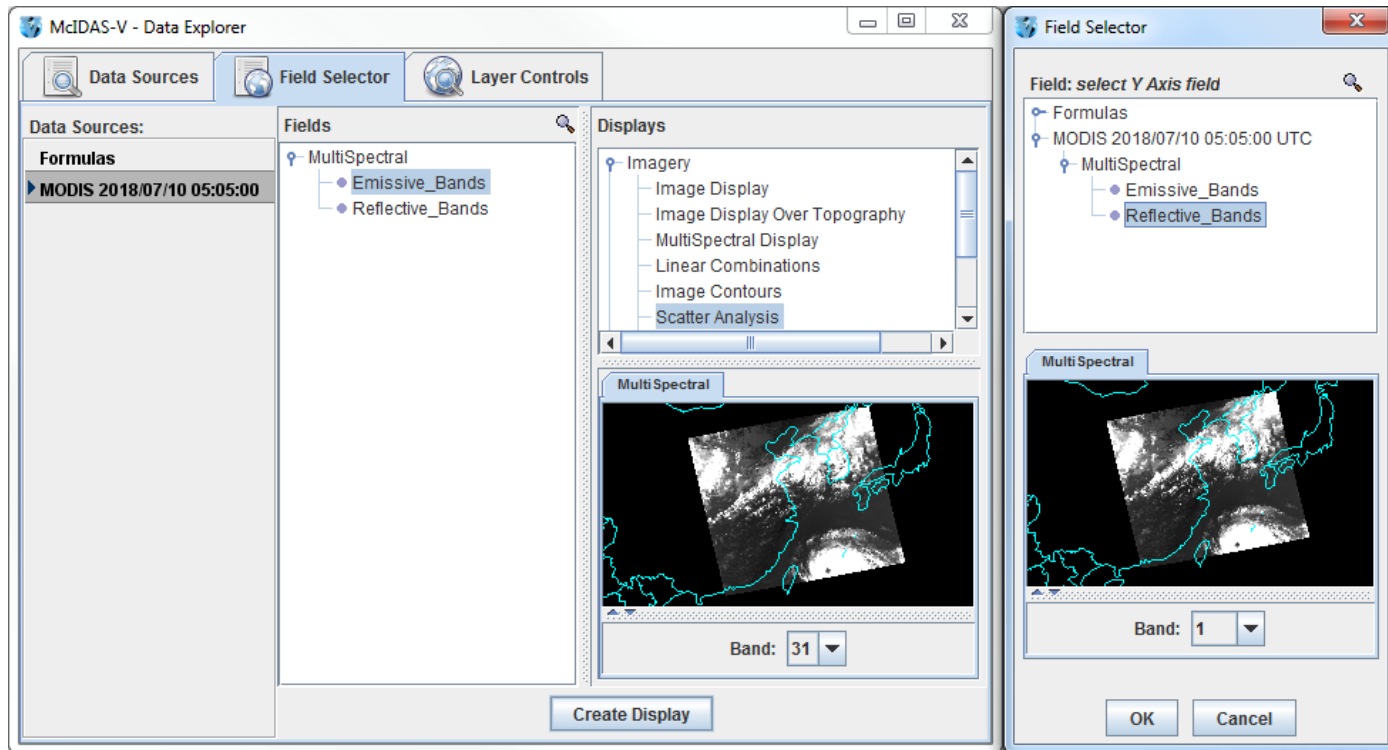 McIDAS-V - Data Explorer
Data Sources
Field Selector
Layer Controls
Data Sources:
Formulas
MODIS 2018/07/10 05:05:00
Fields
MultiSpectral
Emissive_Bands
Reflective_Bands
Displays
Imagery
Image Display
Image Display Over Topography
MultiSpectral Display
Linear Combinations
Image Contours
Scatter Analysis
MultiSpectral
Band: 31
Create Display
Field Selector
Field: select Y Axis field
Formulas
MODIS 2018/07/10 05:05:00 UTC
MultiSpectral
Emissive_Bands
Reflective_Bands
MultiSpectral
Band: 1
OK Cancel